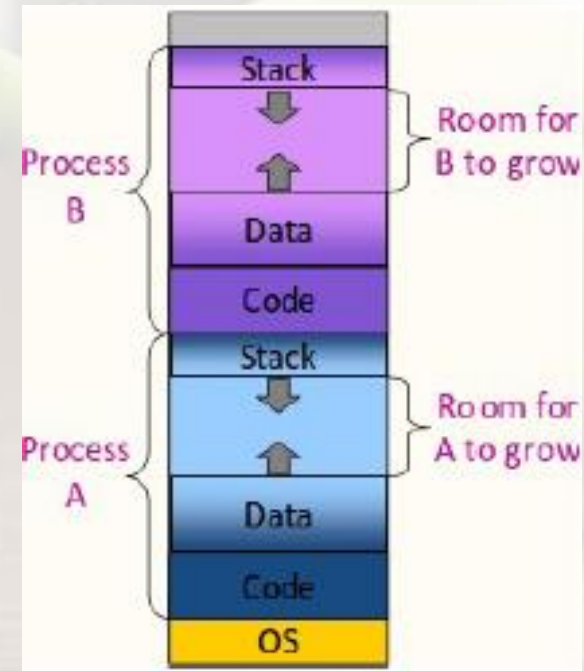 Stack
Room for
B to grow
Process
B
Data
Code
Stack
Room for
A to grow
Process
A
Data
Code
OS